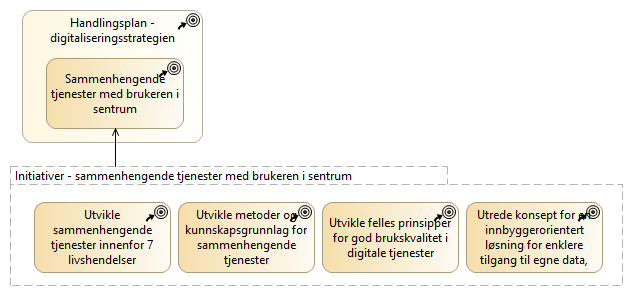 Handlingsplan -
digitaliseringsstrategien
Sammenhengende
tjenester med brukeren i
sentrum
Initiativer - sammenhengende tjenester med brukeren i sentrum
Utvikle
sammenhengende
tjenester innenfor 7
livshendelser
Utvikle metoder og
kunnskapsgrunnlag for
sammenhengende
tjenester
Utvikle felles prinsipper
for god brukskvalitet i
digitale tjenester
Utrede konsept for en
innbyggerorientert
løsning for enklere
tilgang til egne data,